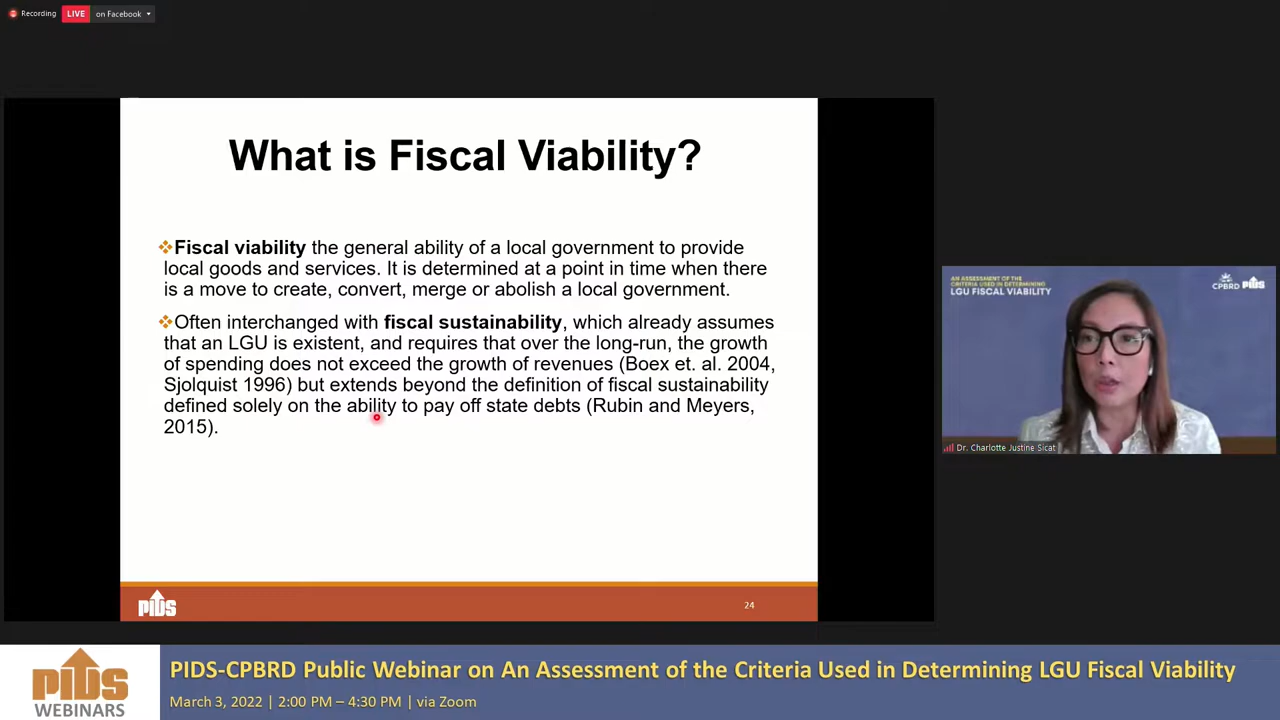 Recording
LIVE
on Facebook
What is Fiscal Viability?
Fiscal viability the general ability of a local government to provide
local goods and services. It is determined at a point in time when there
is a move to create, convert, merge or abolish a local government.
Often interchanged with fiscal sustainability, which already assumes
that an LGU is existent, and requires that over the long-run, the growth
of spending does not exceed the growth of revenues (Boex et. al. 2004,
Sjolquist 1996) but extends beyond the definition of fiscal sustainability
defined solely on the ability to pay off state debts (Rubin and Meyers,
2015).
PIDS
24
AN ASSESSMENT OF THE
CRITERIA USED IN DETERMINING
LGU FISCAL VIABILITY
CPBRD PIDS
Dr. Charlotte Justine Sicat
PIDS
WEBINARS
PIDS-CPBRD Public Webinar on An Assessment of the Criteria Used in Determining LGU Fiscal Viability
March 3, 2022 | 2:00 PM – 4:30 PM | via Zoom